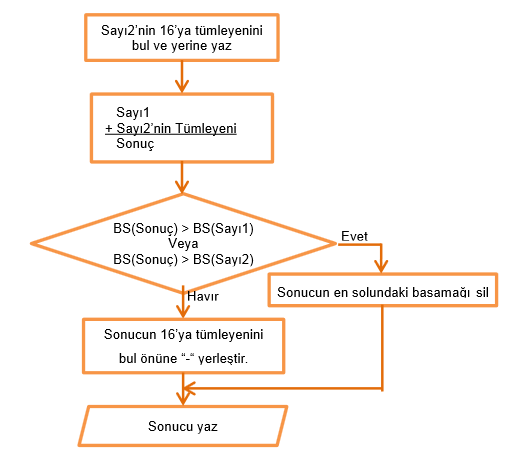 Sayı2'nin 16'ya tümleyenini
bul ve yerine yaz
Sayı1
+ Sayı2'nin Tümleyeni
Sonuç
BS(Sonuç) > BS(Sayı1)
Veya
BS(Sonuç) > BS(Sayı2)
Evet
Sonucun en solundaki basamağı sil
Hayır
Sonucun 16'ya tümleyenini
bul önüne “-“ yerleştir.
Sonucu yaz